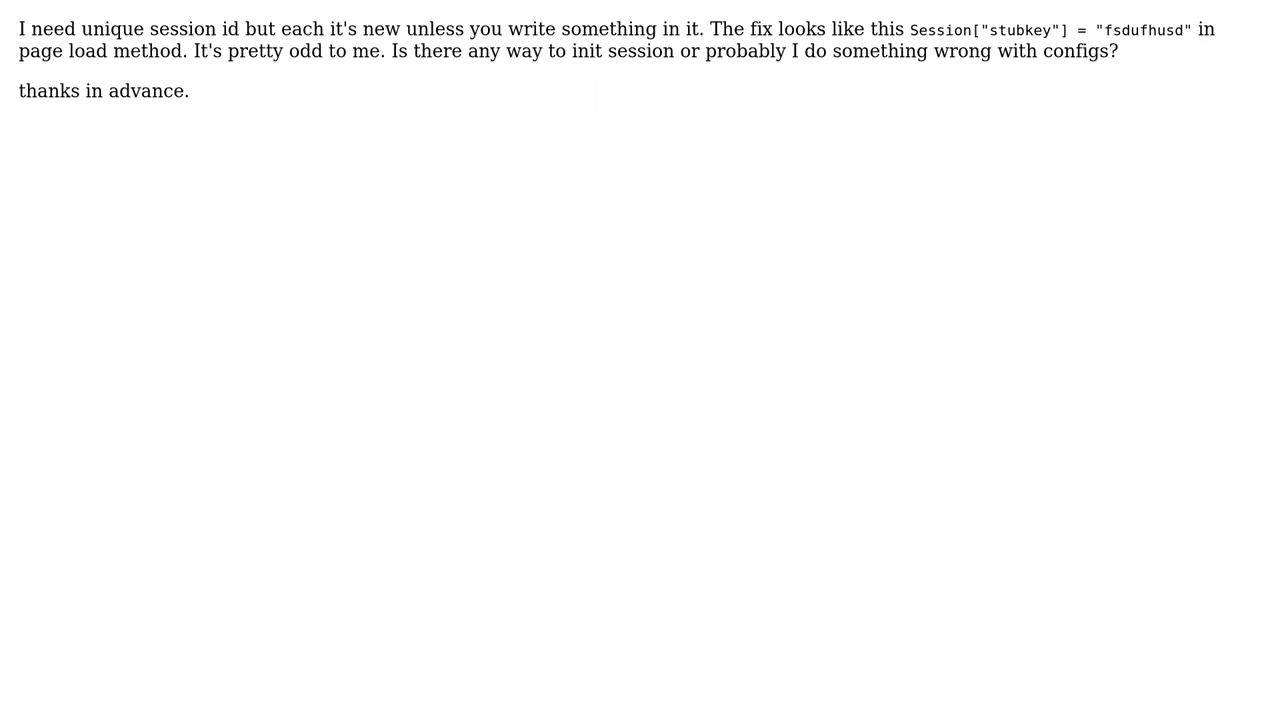 I need unique session id but each it's new unless you write something in it. The fix looks like this Session["stubkey"] = "fsdufhusd" in
page load method. It's pretty odd to me. Is there any way to init session or probably I do something wrong with configs?
thanks in advance.